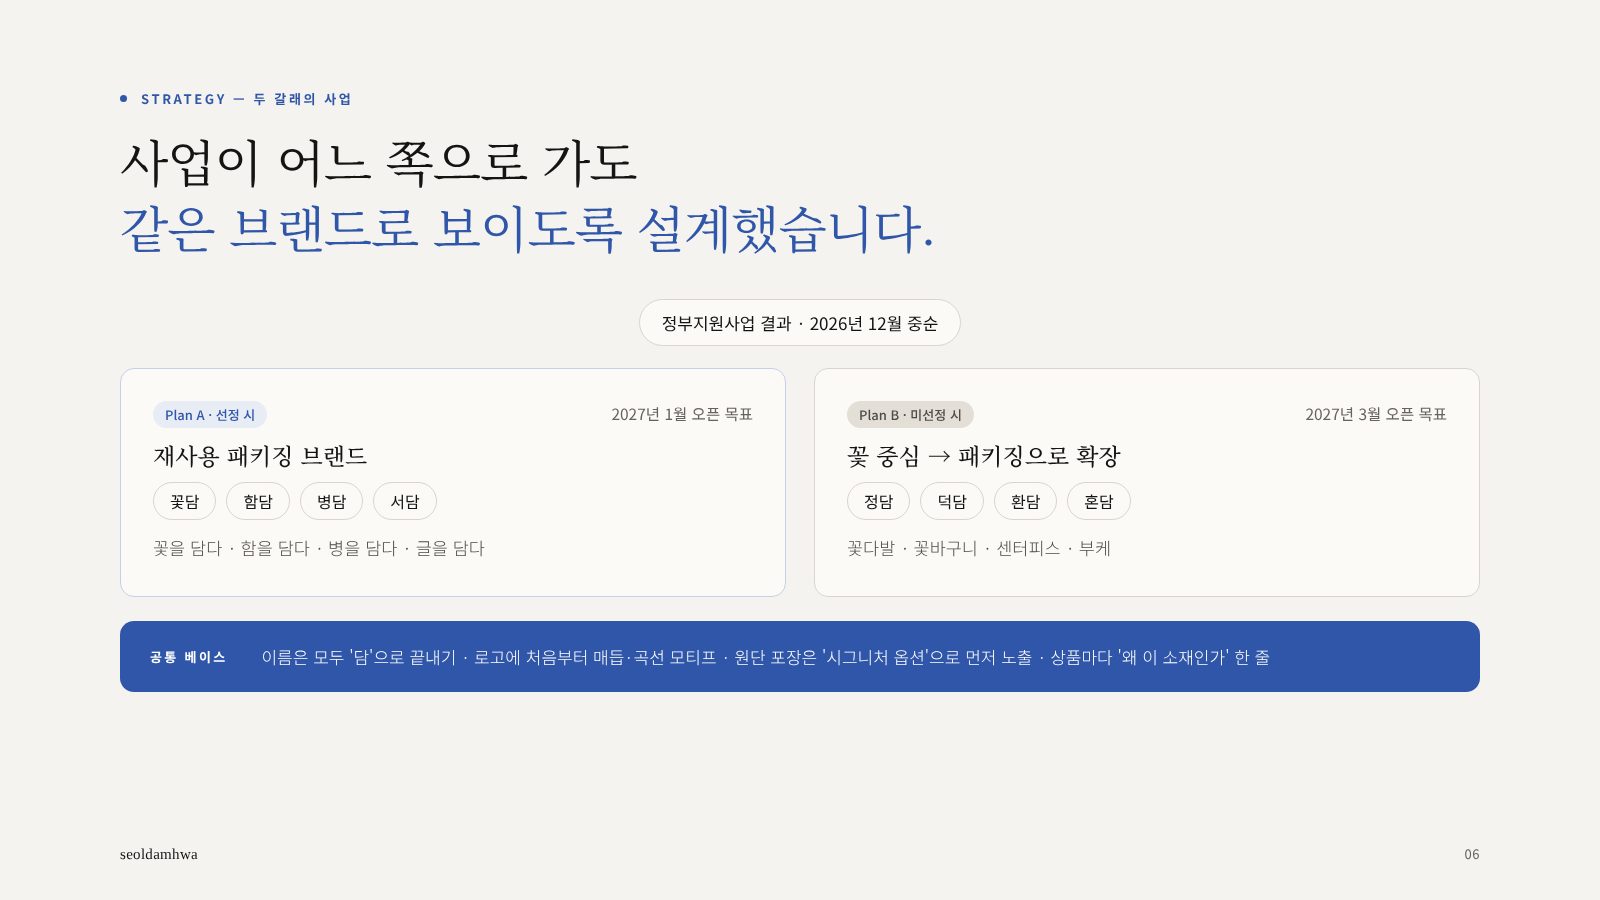 STRATEGY — 두 갈래의 사업
사업이 어느 쪽으로 가도
같은 브랜드로 보이도록 설계했습니다.
정부지원사업 결과 · 2026년 12월 중순
Plan A · 선정 시
2027년 1월 오픈 목표
재사용 패키징 브랜드
꽃담 함담 병담 서담
꽃을 담다 · 함을 담다 · 병을 담다 · 글을 담다
Plan B · 미선정 시
2027년 3월 오픈 목표
꽃 중심 → 패키징으로 확장
정담 덕담 환담 혼담
꽃다발 · 꽃바구니 · 센터피스 · 부케
공통 베이스 이름은 모두 '담'으로 끝내기 · 로고에 처음부터 매듭·곡선 모티프 · 원단 포장은 '시그니처 옵션'으로 먼저 노출 · 상품마다 '왜 이 소재인가' 한 줄
seoldamhwa
06